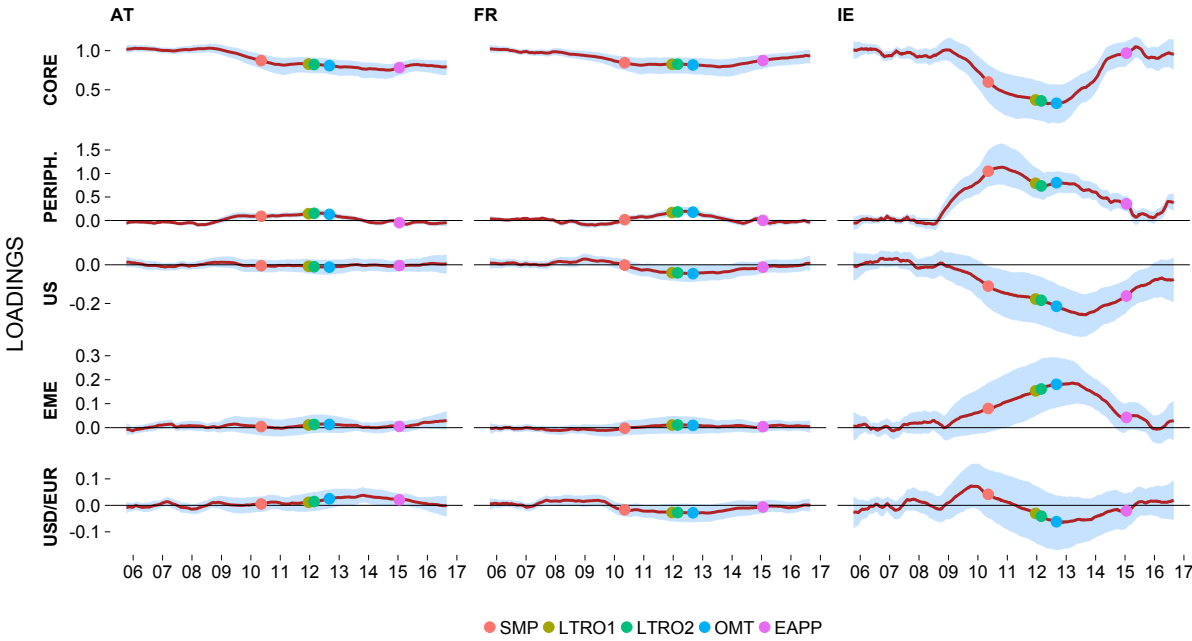 AT FR IE
LOADINGS
CORE
1.0
0.5
PERIPH.
1.5
1.0
0.5
0.0
US
0.0
-0.2
EME
0.3
0.2
0.1
0.0
USD/EUR
0.1
0.0
-0.1
06 07 08 09 10 11 12 13 14 15 16 17 06 07 08 09 10 11 12 13 14 15 16 17 06 07 08 09 10 11 12 13 14 15 16 17
SMP LTRO1 LTRO2 OMT EAPP